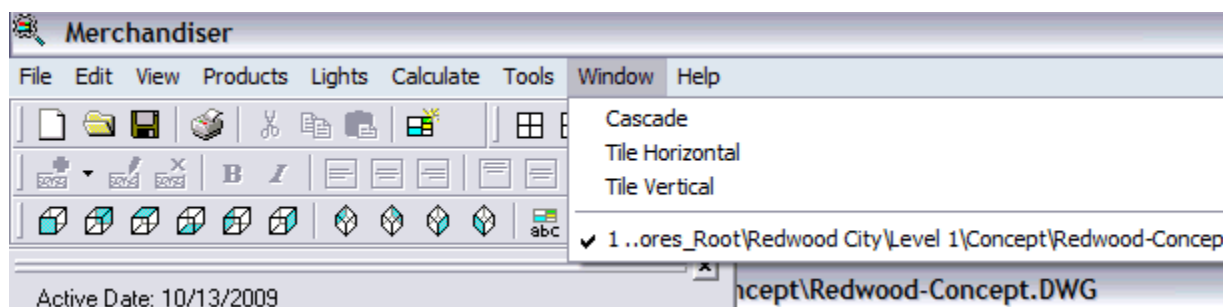 Merchandiser
File Edit View Products Lights Calculate Tools Window Help
Cascade
Tile Horizontal
Tile Vertical
B I
abc
1 ..ores_Root\Redwood City\Level 1\Concept\Redwood-Concep
ncept\Redwood-Concept.DWG
Active Date: 10/13/2009